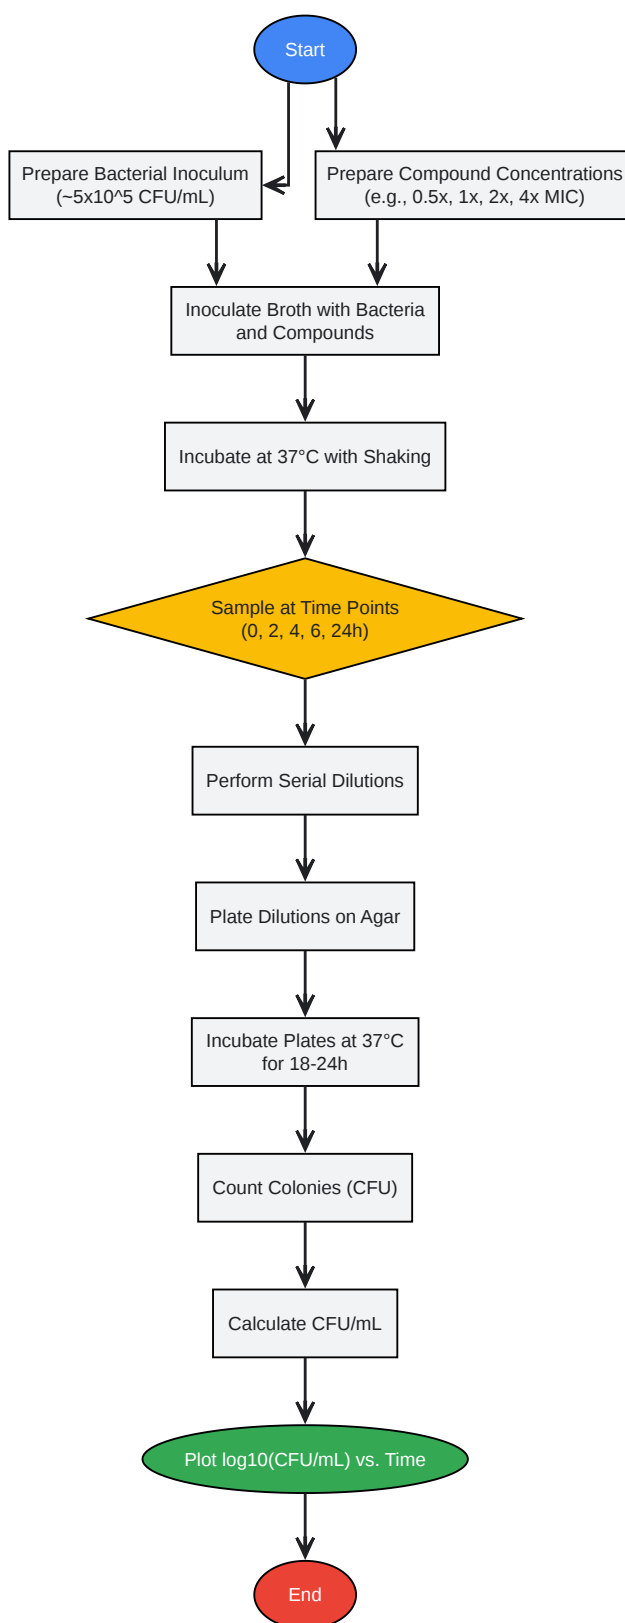 Start
Prepare Bacterial Inoculum
(~5x10^5 CFU/mL)
Prepare Compound Concentrations
(e.g., 0.5x, 1x, 2x, 4x MIC)
Inoculate Broth with Bacteria
and Compounds
Incubate at 37°C with Shaking
Sample at Time Points
(0, 2, 4, 6, 24h)
Perform Serial Dilutions
Plate Dilutions on Agar
Incubate Plates at 37°C
for 18-24h
Count Colonies (CFU)
Calculate CFU/mL
Plot log10(CFU/mL) vs. Time
End